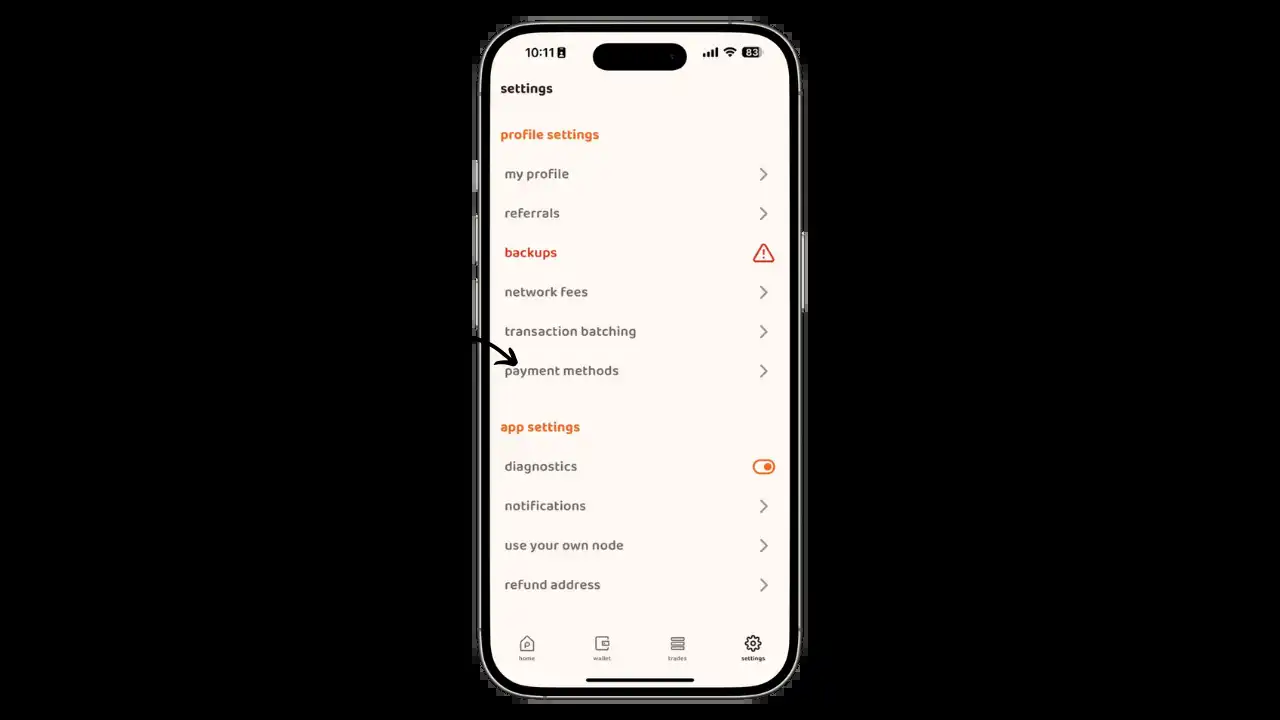 10:11
83
settings
profile settings
my profile
referrals
backups
network fees
transaction batching
payment methods
app settings
diagnostics
notifications
use your own node
refund address
home
wallet
trades
settings